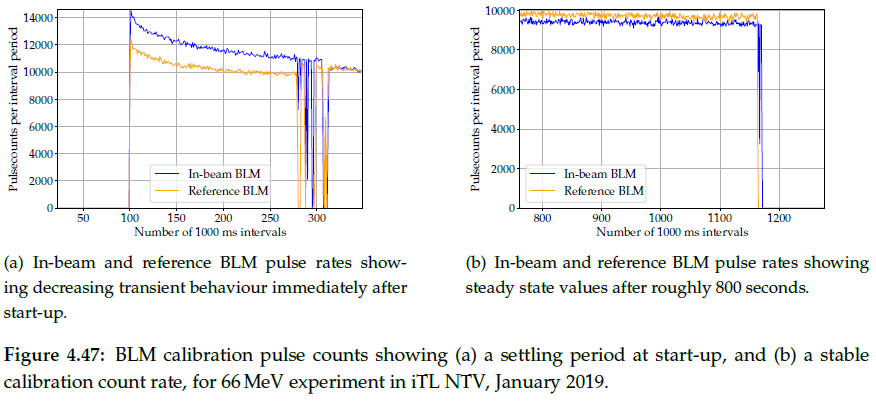 14000
12000
10000
8000
6000
4000
2000
0
Pulsecounts per interval period
In-beam BLM
Reference BLM
50 100 150 200 250 300
Number of 1000 ms intervals
10000
8000
6000
4000
2000
0
Pulsecounts per interval period
In-beam BLM
Reference BLM
800 900 1000 1100 1200
Number of 1000 ms intervals
(a) In-beam and reference BLM pulse rates show-
ing decreasing transient behaviour immediately after
start-up.
(b) In-beam and reference BLM pulse rates showing
steady state values after roughly 800 seconds.
Figure 4.47: BLM calibration pulse counts showing (a) a settling period at start-up, and (b) a stable
calibration count rate, for 66 MeV experiment in iTL NTV, January 2019.